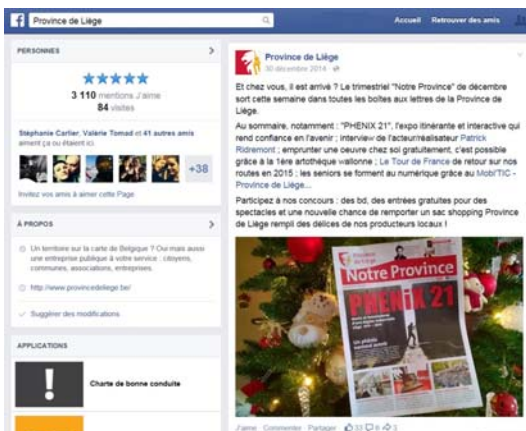 Province de Liège
Accueil
Retrouver des amis
PERSONNES
3 110 mentions J'aime
84 visites
Stéphanie Carlier, Valérie Tomad et 41 autres amis
aiment ça ou étaient ici.
+38
Invitez vos amis à aimer cette Page.
À PROPOS
Un territoire sur la carte de Belgique ? Oui mais aussi
une entreprise publique à votre service : citoyens,
communes, associations, entreprises.
http://www.provincedeliege.be/
Suggérer des modifications.
APPLICATIONS
Charte de bonne conduite
Province de Liège
30 décembre 2014
Et chez vous, il est arrivé ? Le trimestriel "Notre Province" de décembre
sort cette semaine dans toutes les boîtes aux lettres de la Province de
Liège.
Au sommaire, notamment : "PHENIX 21", l'expo itinérante et interactive qui
rend confiance en l'avenir ; interview de l'acteur/réalisateur Patrick
Ridremont ; emprunter une oeuvre chez soi gratuitement, c'est possible
grâce à la 1ère artothèque wallonne ; Le Tour de France de retour sur nos
routes en 2015 ; les seniors se forment au numérique grâce au Mobi'TIC -
Province de Liège...
Participez à nos concours : des bd, des entrées gratuites pour des
spectacles et une nouvelle chance de remporter un sac shopping Province
de Liège rempli des délices de nos producteurs locaux !
Notre Province
PHENIX 21
J'aime · Commenter · Partager